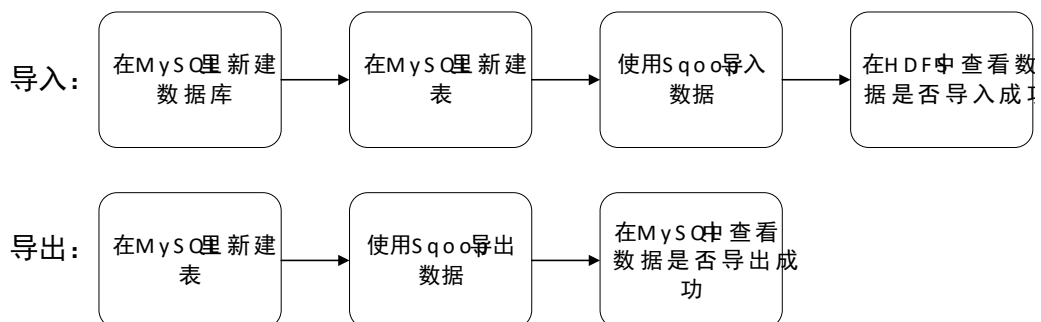 导入：
在MySQL里新建
数据库
在MySQL里新建
表
使用Sqoop导入
数据
在HDFS中查看数
据是否导入成功
导出：
在MySQL里新建
表
使用Sqoop导出
数据
在MySQL中查看
数据是否导出成
功